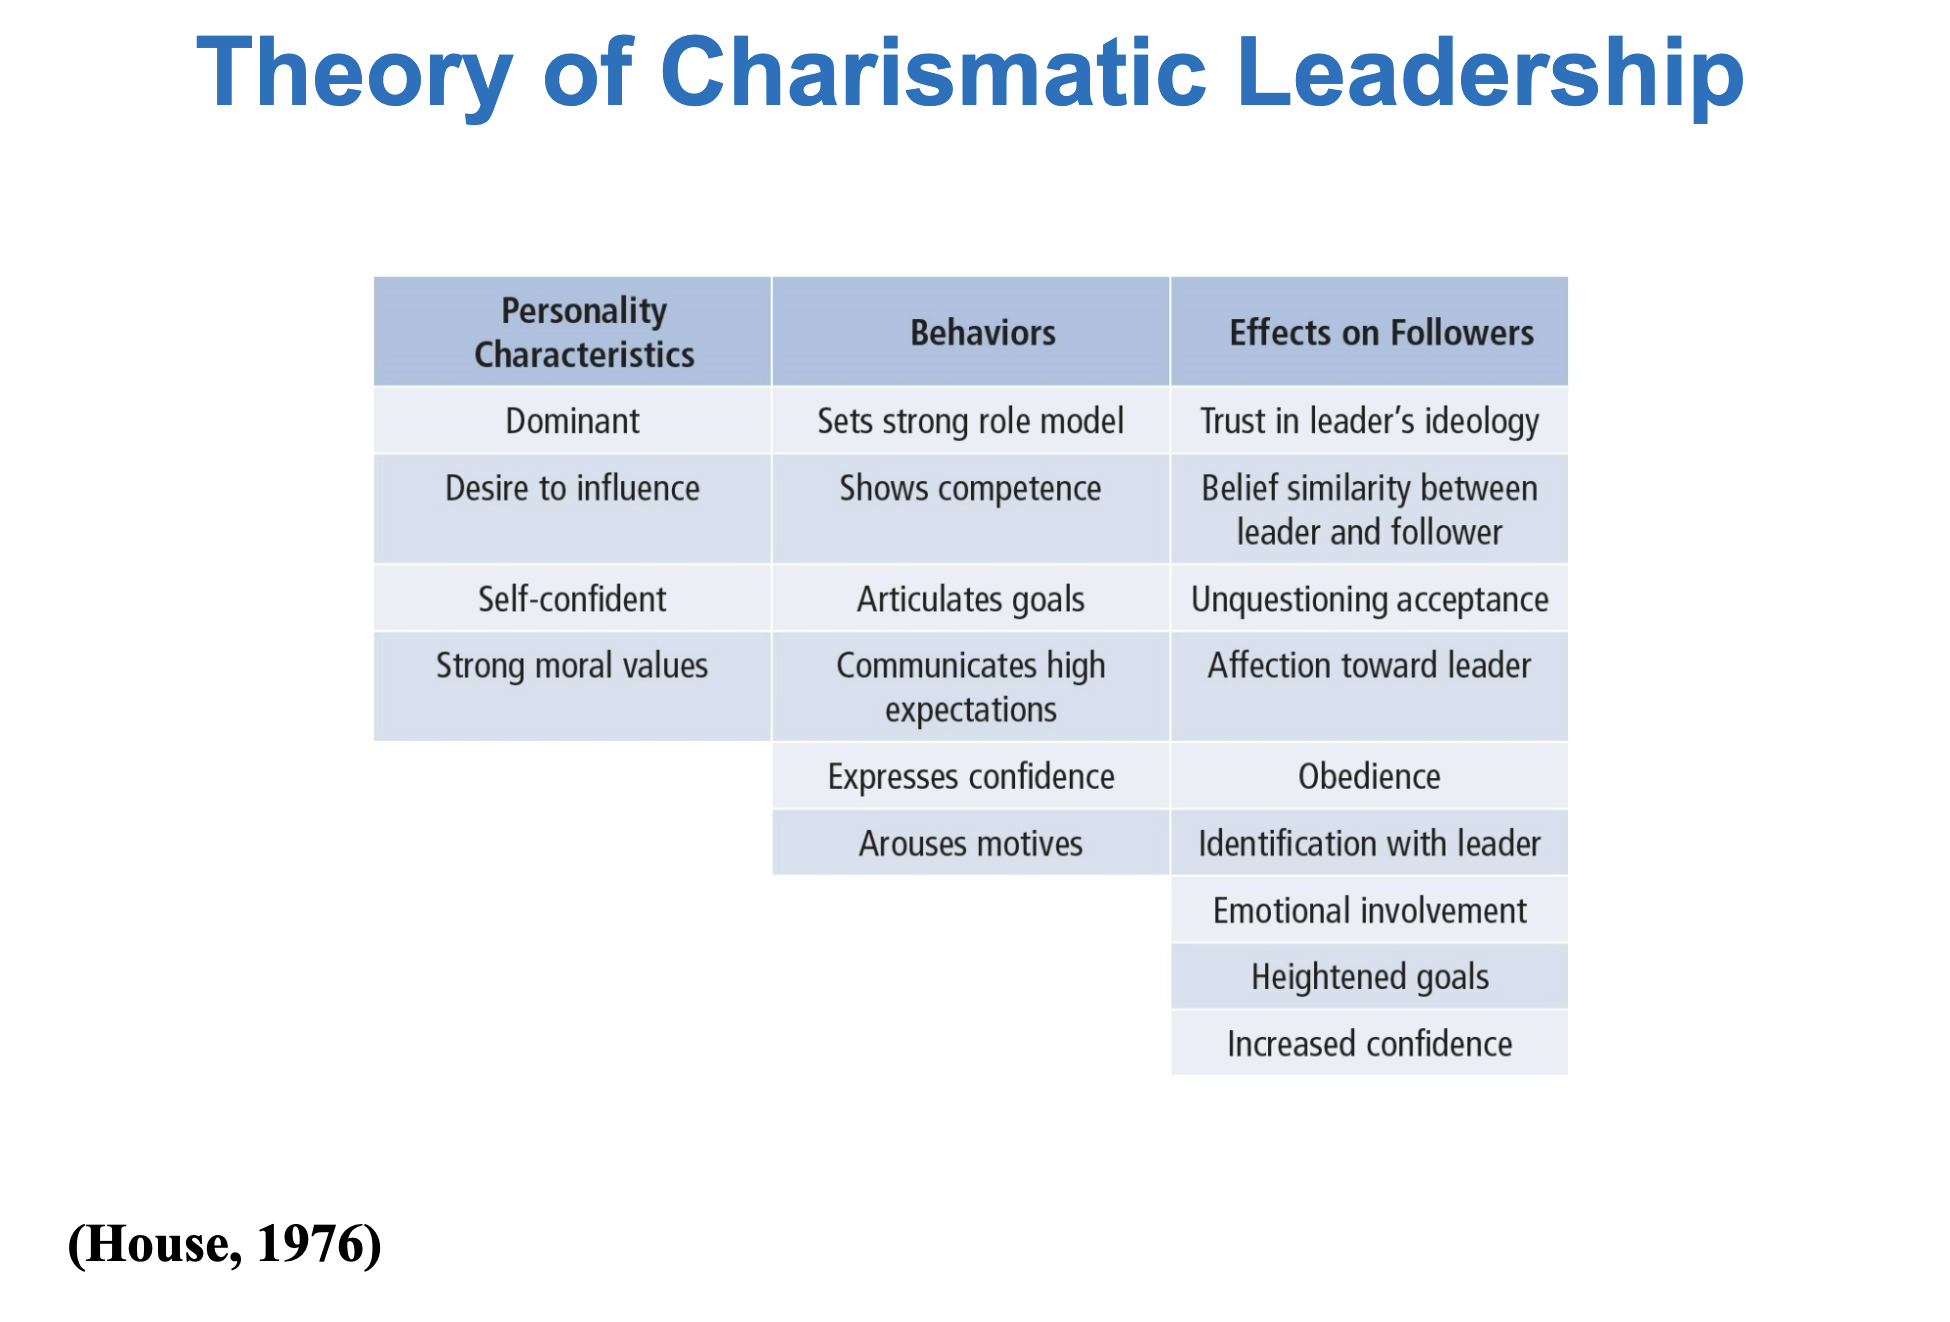 Theory of Charismatic Leadership
Personality
Characteristics
Behaviors
Effects on Followers
Dominant
Sets strong role model
Trust in leader’s ideology
Desire to influence
Shows competence
Belief similarity between
leader and follower
Self-confident
Articulates goals
Unquestioning acceptance
Strong moral values
Communicates high
expectations
Affection toward leader
Expresses confidence
Obedience
Arouses motives
Identification with leader
Emotional involvement
Heightened goals
Increased confidence
(House, 1976)